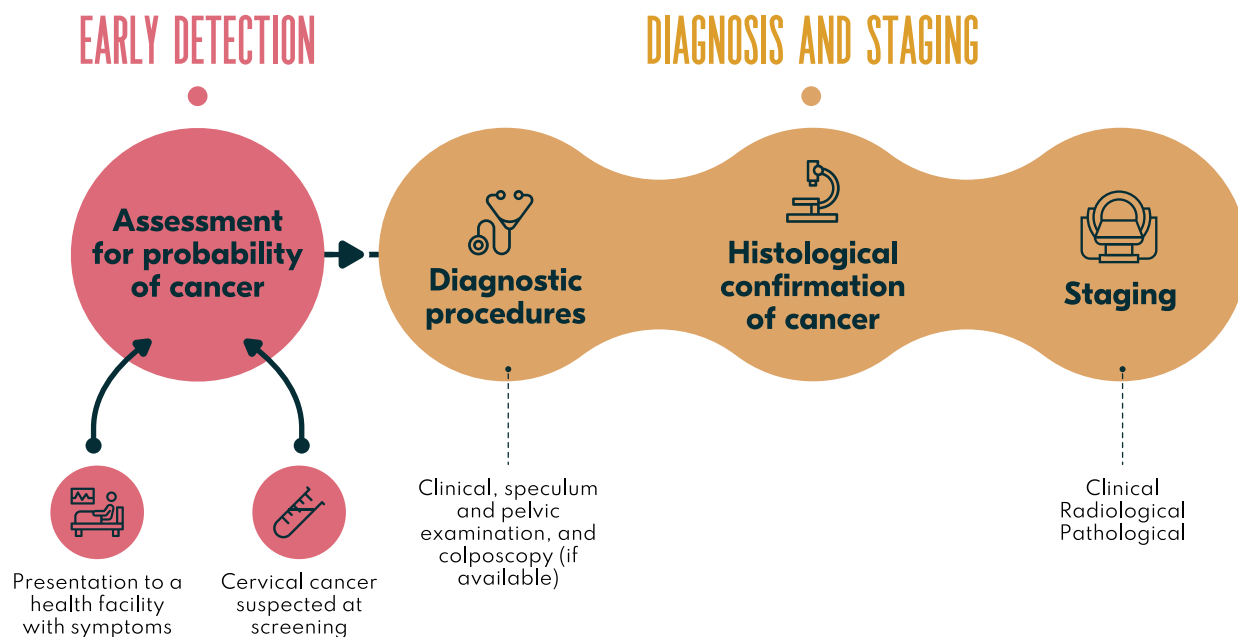 EARLY DETECTION
DIAGNOSIS AND STAGING
Assessment
for probability
of cancer
Diagnostic
procedures
Histological
confirmation
of cancer
Staging
Presentation to a
health facility
with symptoms
Cervical cancer
suspected at
screening
Clinical, speculum
and pelvic
examination, and
colposcopy (if
available)
Clinical
Radiological
Pathological